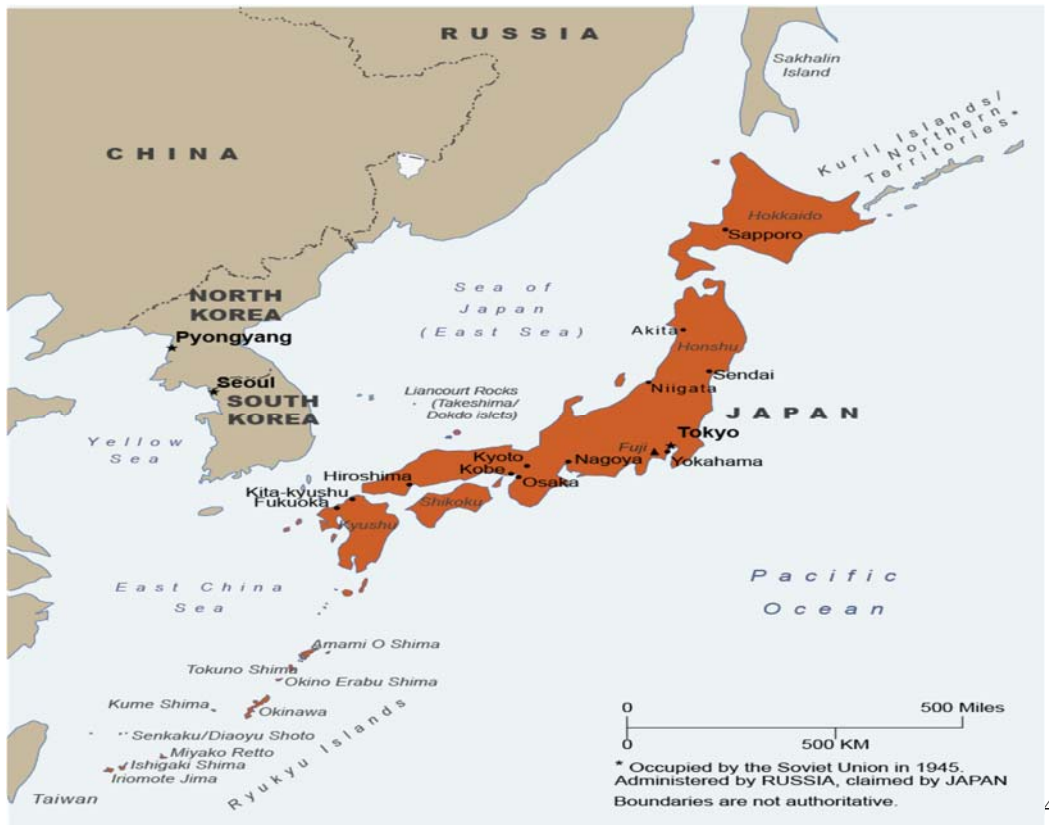 RUSSIA
Sakhalin
Island
CHINA
Kuril Islands/
Northern
Territories*
Hokkaido
Sapporo
NORTH
KOREA
Pyongyang
Sea of
Japan
(East Sea)
Akita
Honshu
Seoul
SOUTH
KOREA
Sendai
Niigata
Liancourt Rocks
(Takeshima/
Dokdo islets)
JAPAN
Yellow
Sea
Tokyo
Fuji
Yokahama
Nagoya
Kyoto
Kobe
Osaka
Hiroshima
Kita-kyushu
Fukuoka
Shikoku
Kyushu
East China
Sea
Pacific
Ocean
Amami O Shima
Tokuno Shima
Okino Erabu Shima
Kume Shima
Okinawa
Senkaku/Diaoyu Shoto
Miyako Retto
Ishigaki Shima
Iriomote Jima
Ryukyu Islands
Taiwan
0 500 Miles
0 500 KM
* Occupied by the Soviet Union in 1945.
Administered by RUSSIA, claimed by JAPAN
Boundaries are not authoritative.